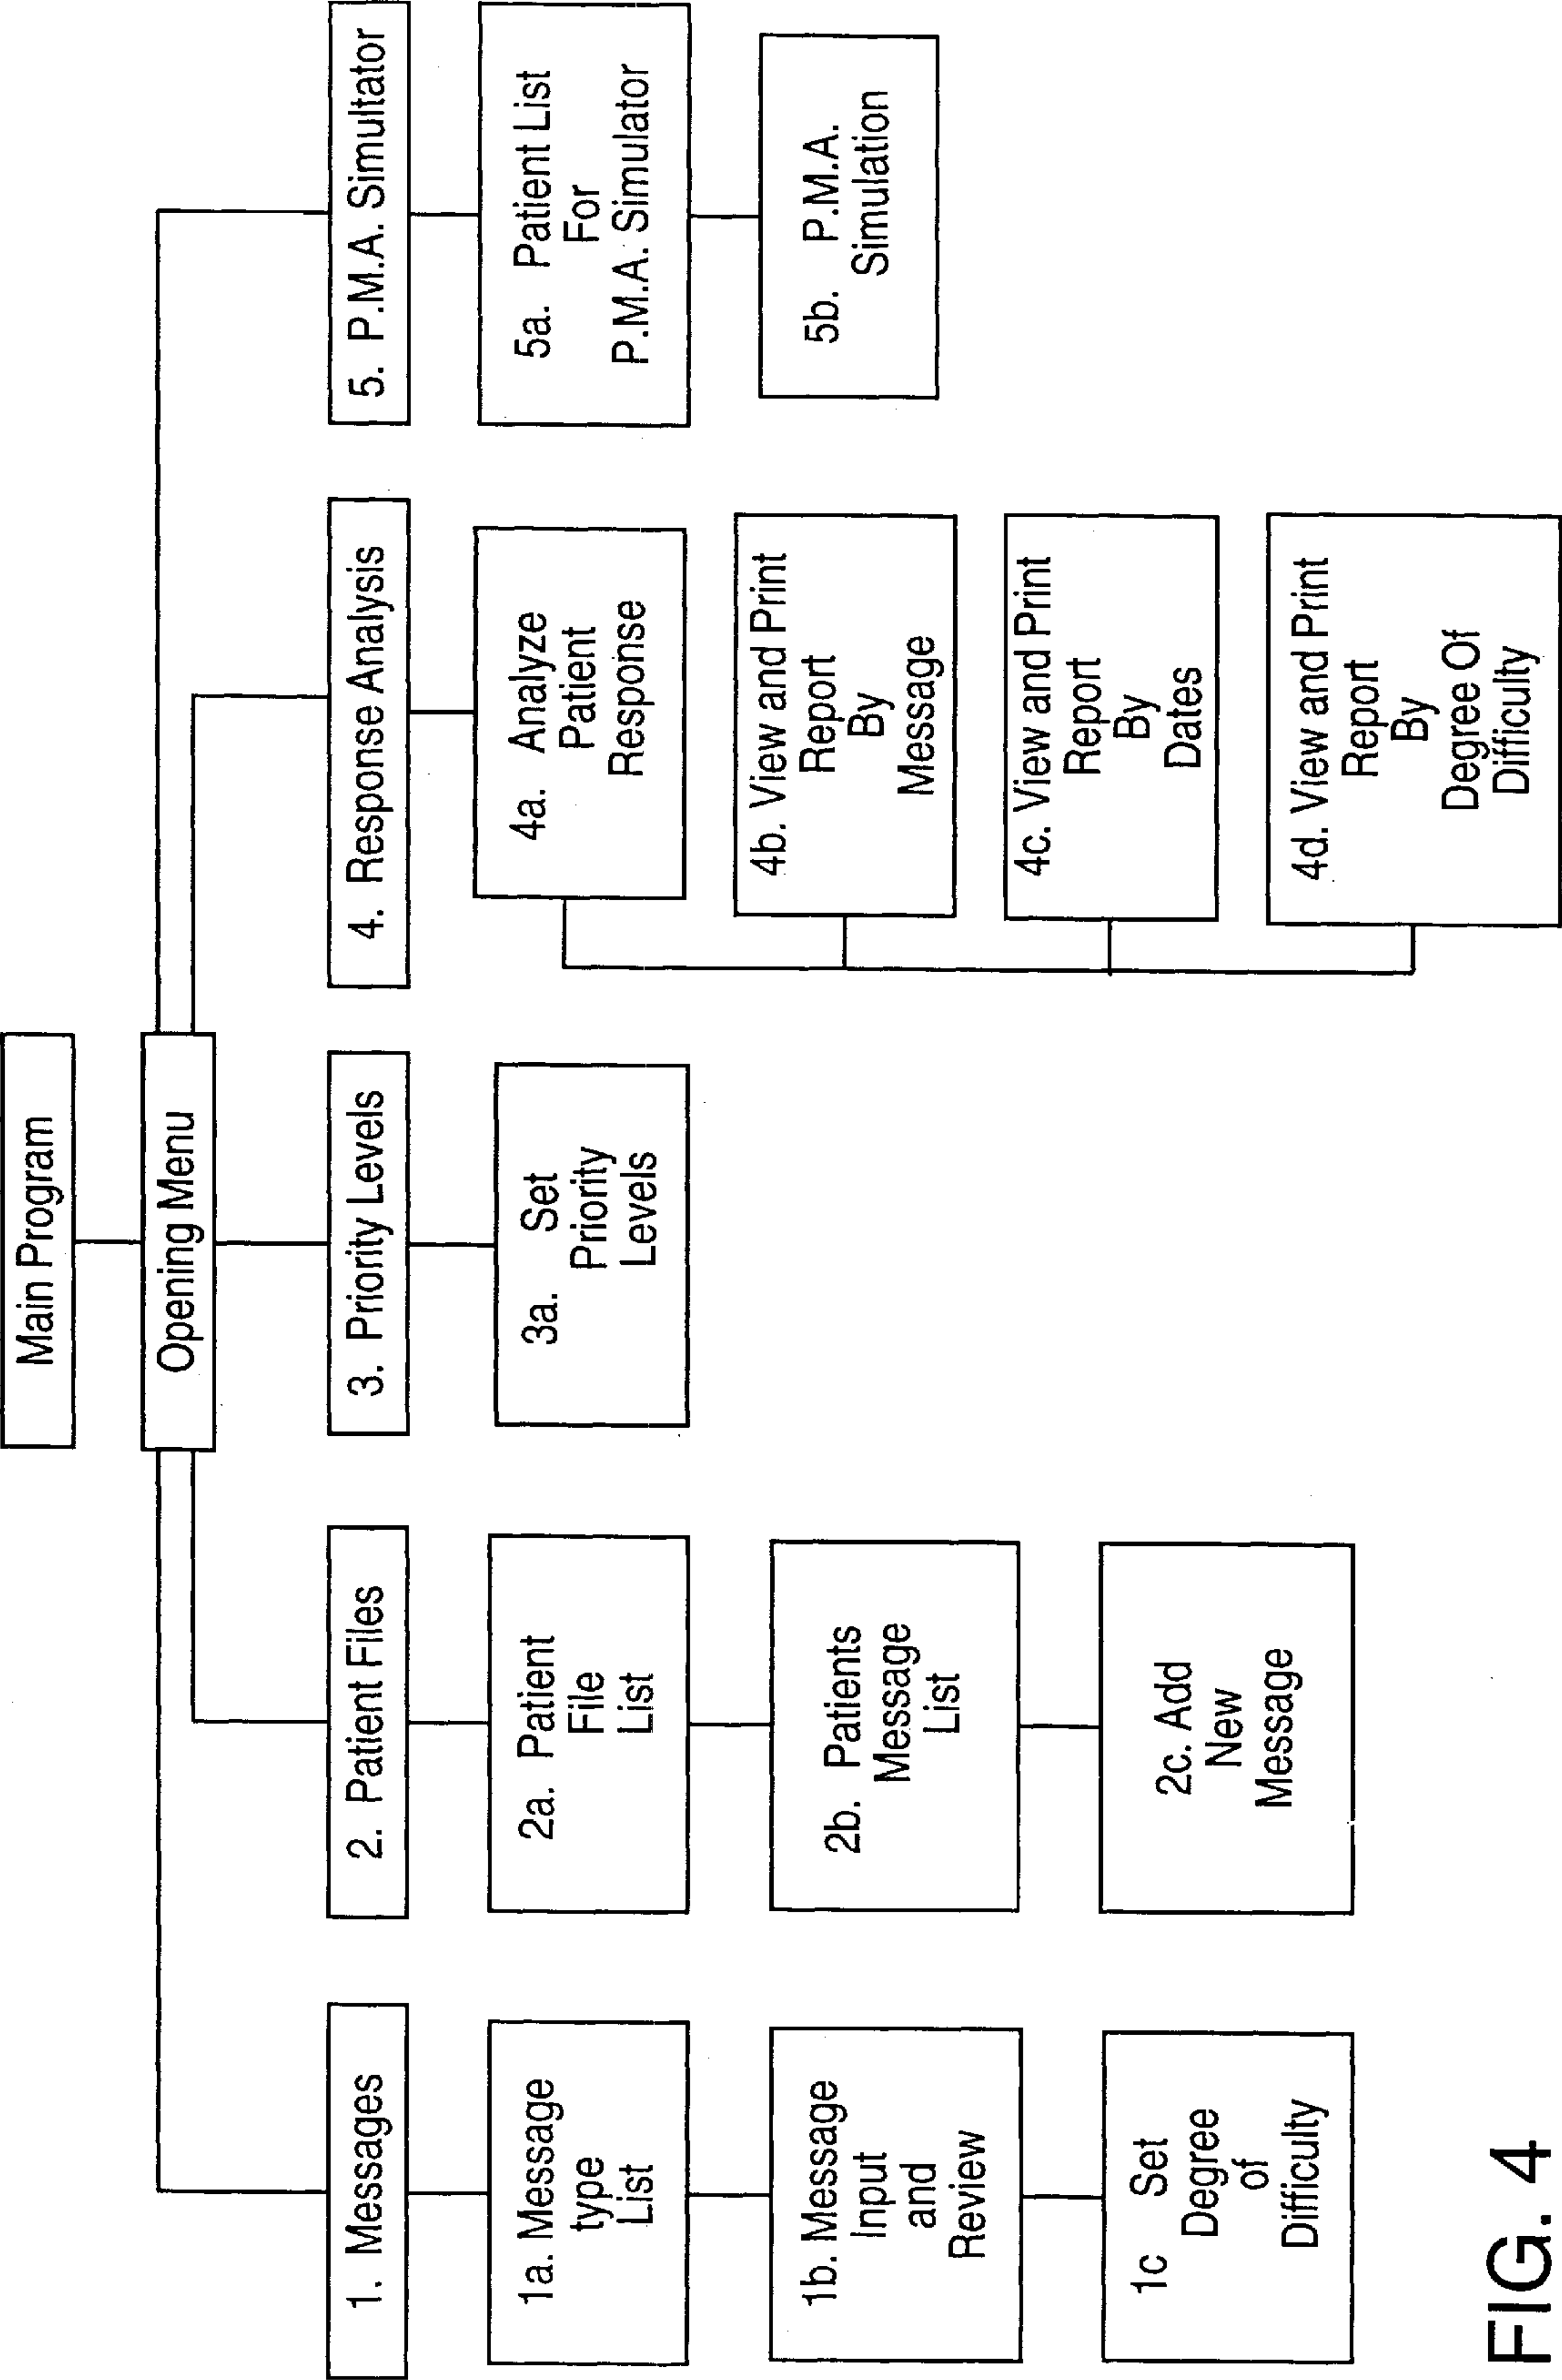 Main Program
Opening Menu
1. Messages
1a. Message
type
List
1b. Message
Input
and
Review
1c Set
Degree
of
Difficulty
2. Patient Files
2a. Patient
File
List
2b. Patients
Message
List
2c. Add
New
Message
3. Priority Levels
3a. Set
Priority
Levels
4. Response Analysis
4a. Analyze
Patient
Response
4b. View and Print
Report
By
Message
4c. View and Print
Report
By
Dates
4d. View and Print
Report
By
Degree Of
Difficulty
5. P.M.A. Simultator
5a. Patient List
For
P.M.A. Simulator
5b. P.M.A.
Simulation
FIG. 4